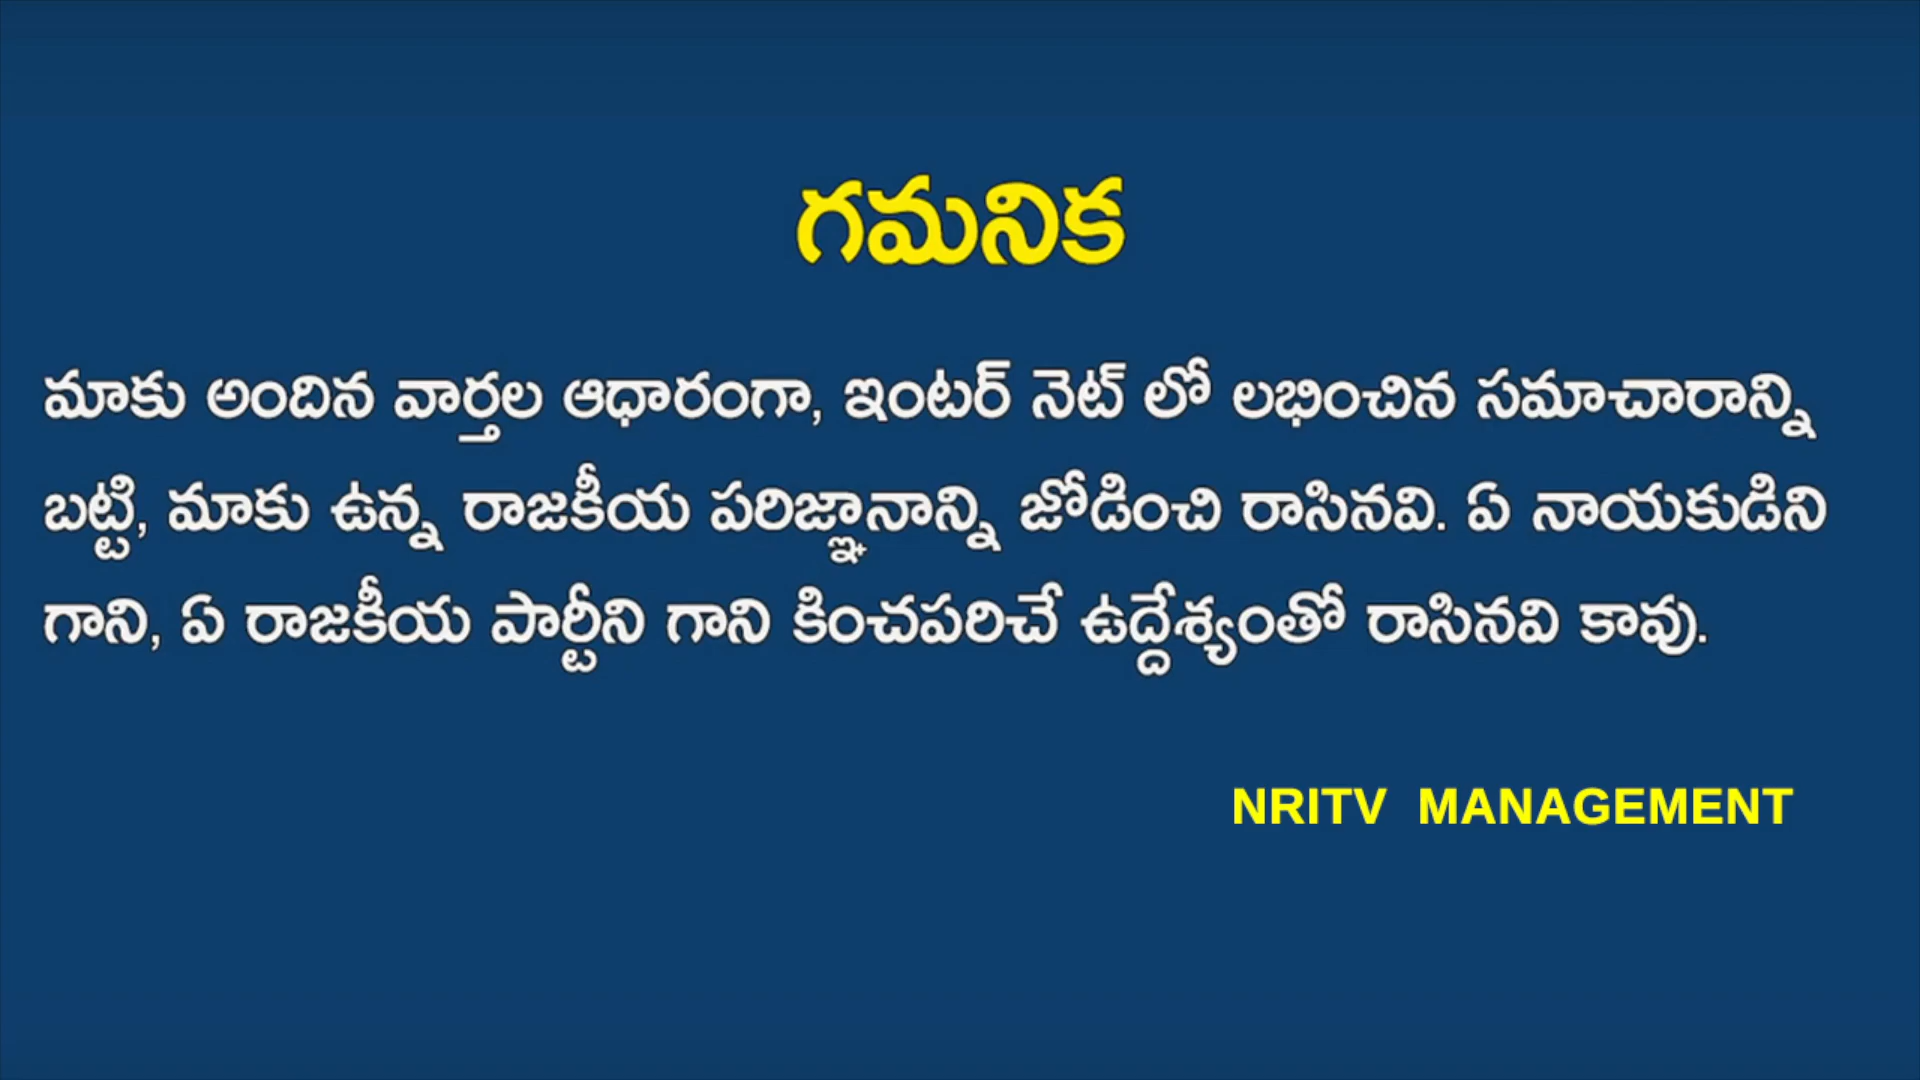 గమనిక
మాకు అందిన వార్తల ఆధారంగా, ఇంటర్ నెట్ లో లభించిన సమాచారాన్ని
బట్టి, మాకు ఉన్న రాజకీయ పరిజ్ఞానాన్ని జోడించి రాసినవి. ఏ నాయకుడిని
గాని, ఏ రాజకీయ పార్టీని గాని కించపరిచే ఉద్దేశ్యంతో రాసినవి కావు.
NRITV MANAGEMENT